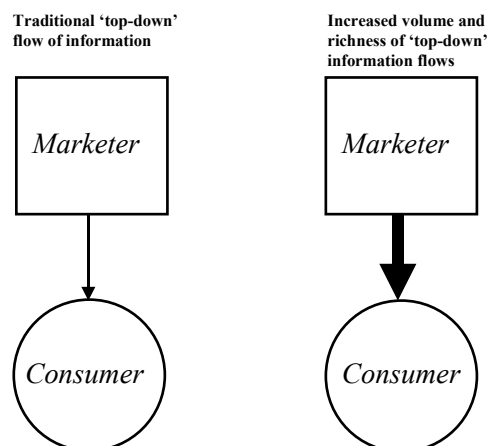 Traditional ‘top-down’
flow of information
Marketer
Consumer
Increased volume and
richness of ‘top-down’
information flows
Marketer
Consumer